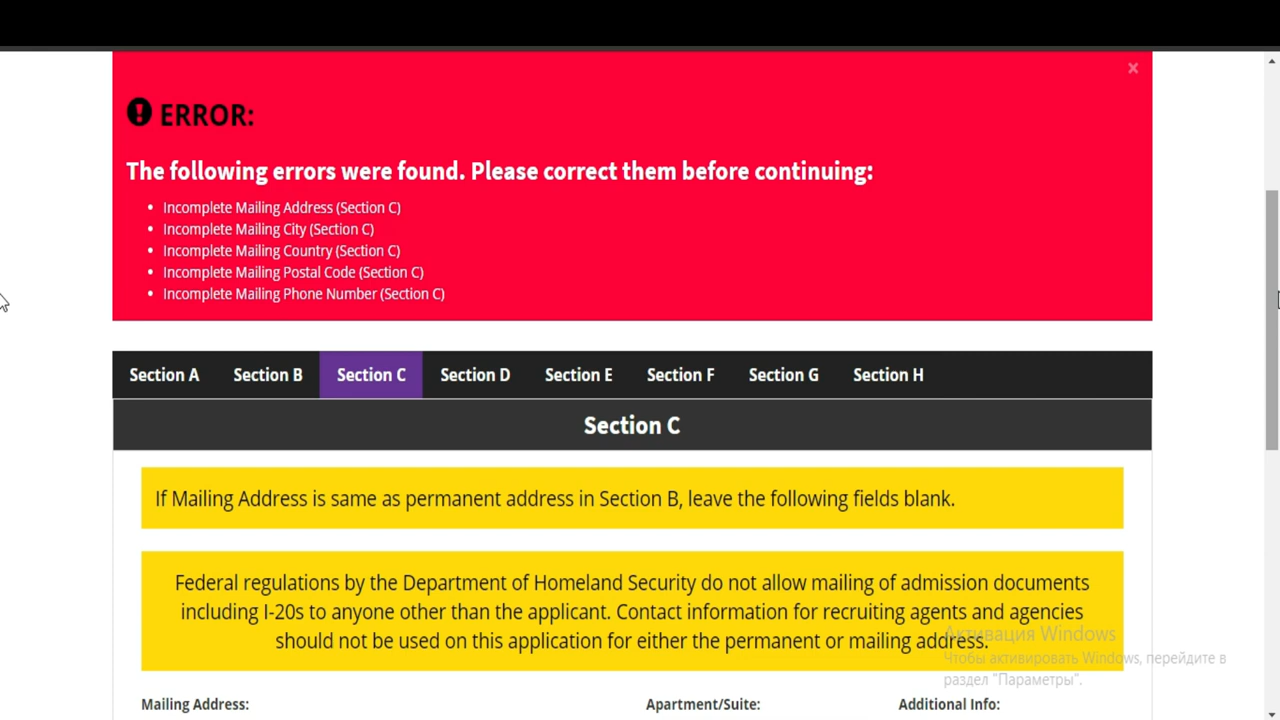 ×
ERROR:
The following errors were found. Please correct them before continuing:
• Incomplete Mailing Address (Section C)
• Incomplete Mailing City (Section C)
• Incomplete Mailing Country (Section C)
• Incomplete Mailing Postal Code (Section C)
• Incomplete Mailing Phone Number (Section C)
Section A Section B Section C Section D Section E Section F Section G Section H
Section C
If Mailing Address is same as permanent address in Section B, leave the following fields blank.
Federal regulations by the Department of Homeland Security do not allow mailing of admission documents
including I-20s to anyone other than the applicant. Contact information for recruiting agents and agencies
should not be used on this application for either the permanent or mailing address.
Активация Windows
Чтобы активировать Windows, перейдите в
раздел "Параметры".
Mailing Address: Apartment/Suite: Additional Info: